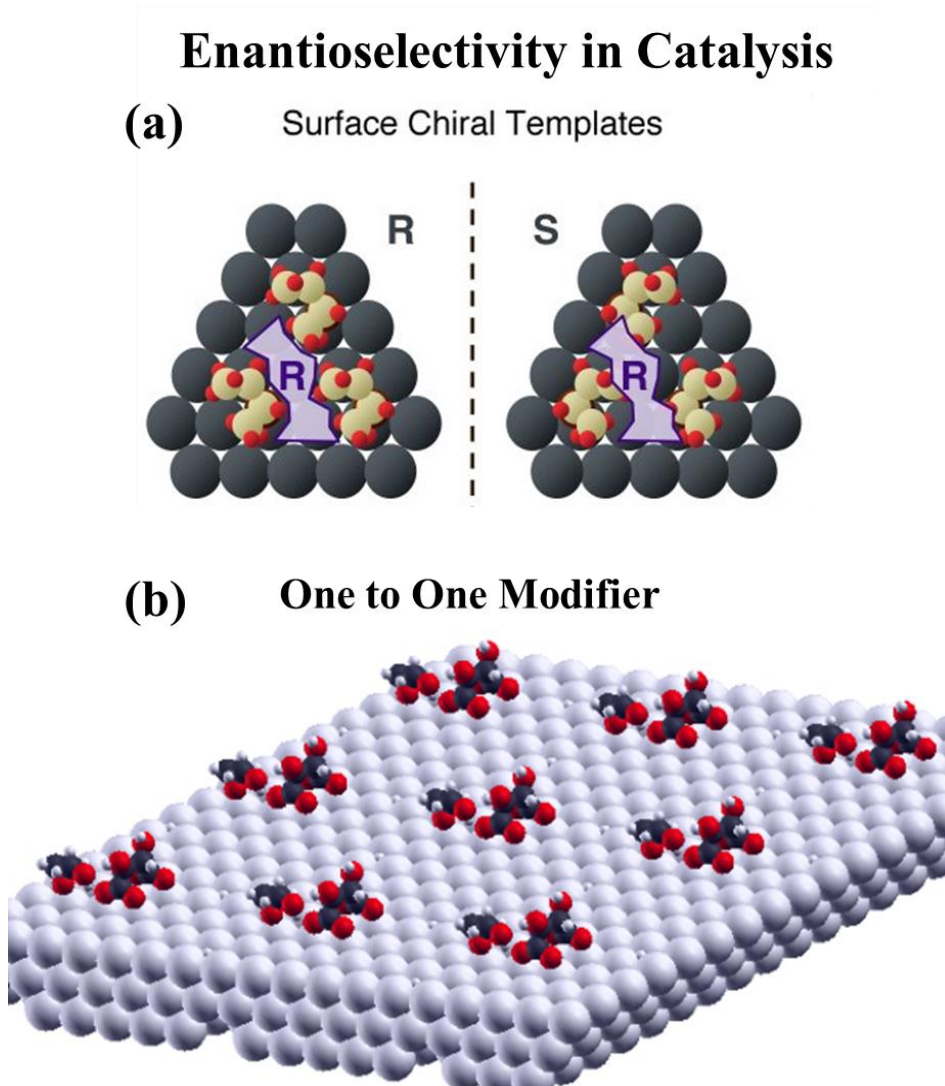 Enantioselectivity in Catalysis
(a)
Surface Chiral Templates
R
S
R
R
(b)
One to One Modifier